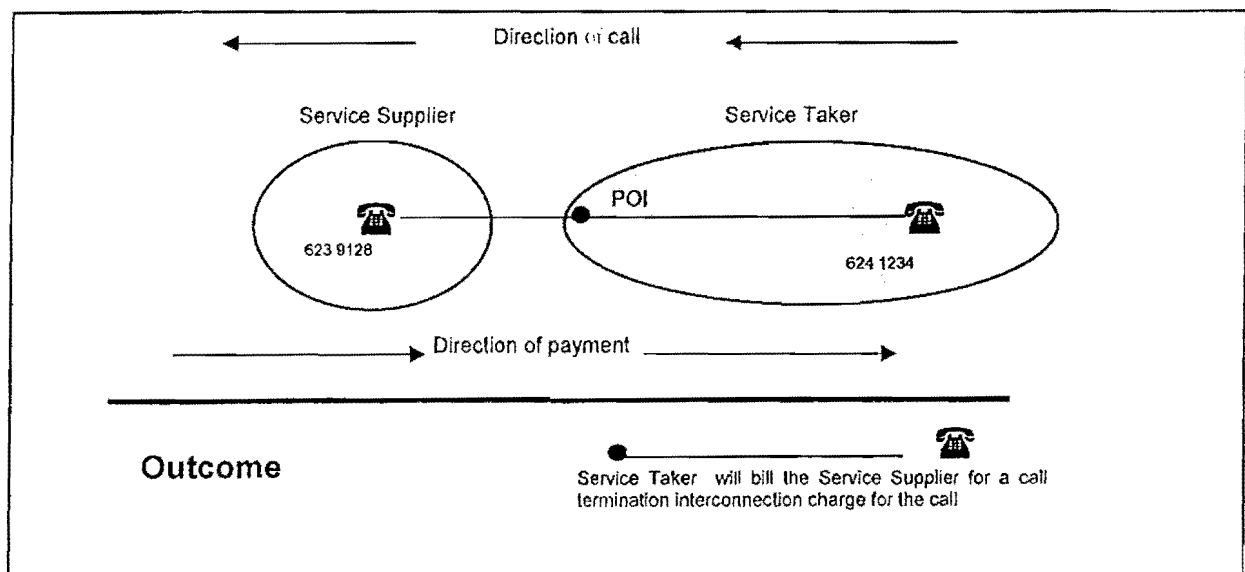 Direction of call
Service Supplier
Service Taker
POI
623 9128
624 1234
Direction of payment
Outcome
Service Taker will bill the Service Supplier for a call
termination interconnection charge for the call